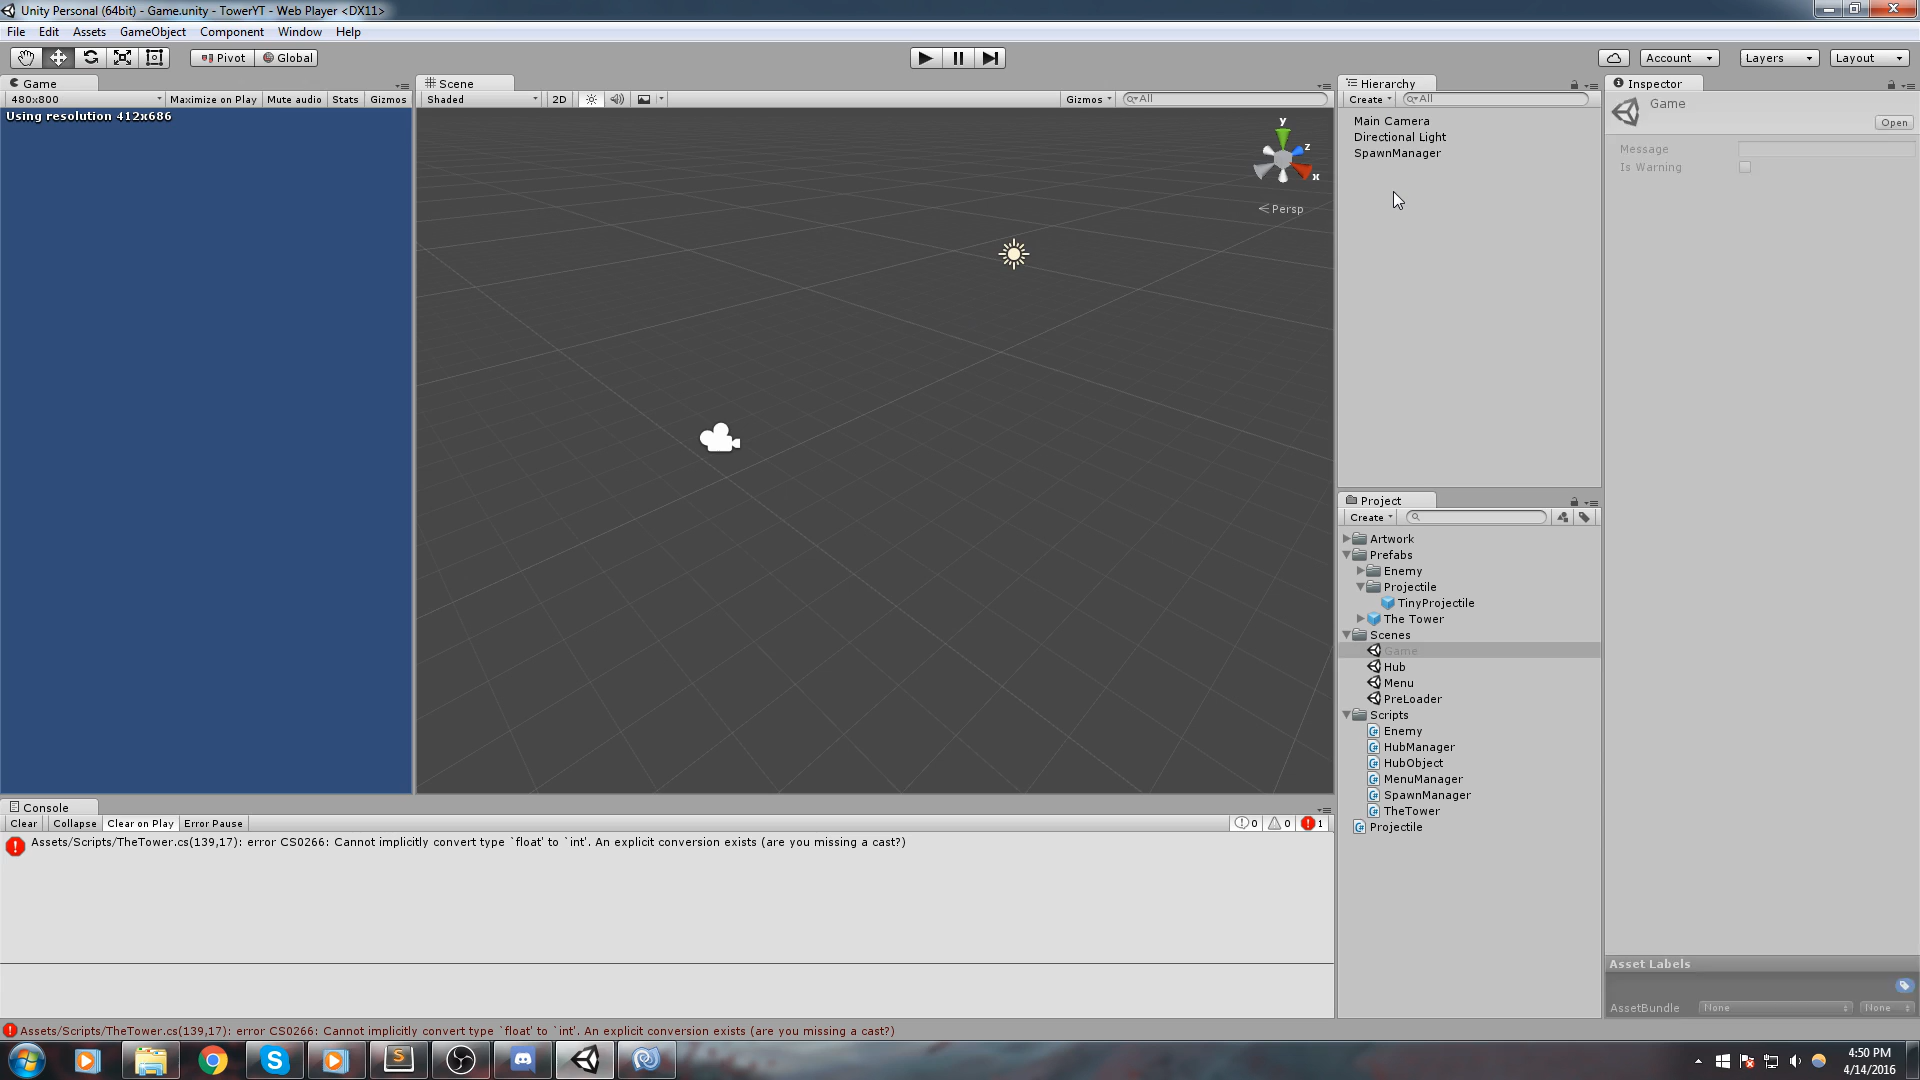 Unity Personal (64bit) - Game.unity - TowerYT - Web Player <DX11>
File Edit Assets GameObject Component Window Help
Pivot Global Account Layers Layout
Game
480x800 Maximize on Play Mute audio Stats Gizmos
Using resolution 412x686
Scene
Shaded 2D Gizmos All
y
z
x
Persp
Hierarchy
Create All
Main Camera
Directional Light
SpawnManager
Project
Create
Artwork
Prefabs
Enemy
Projectile
TinyProjectile
The Tower
Scenes
Game
Hub
Menu
PreLoader
Scripts
Enemy
HubManager
HubObject
MenuManager
SpawnManager
TheTower
Projectile
Inspector
Game
Open
Message
Is Warning
Asset Labels
AssetBundle None None
Console
Clear Collapse Clear on Play Error Pause 0 0 1
Assets/Scripts/TheTower.cs(139,17): error CS0266: Cannot implicitly convert type `float' to `int'. An explicit conversion exists (are you missing a cast?)
Assets/Scripts/TheTower.cs(139,17): error CS0266: Cannot implicitly convert type `float' to `int'. An explicit conversion exists (are you missing a cast?)
4:50 PM
4/14/2016